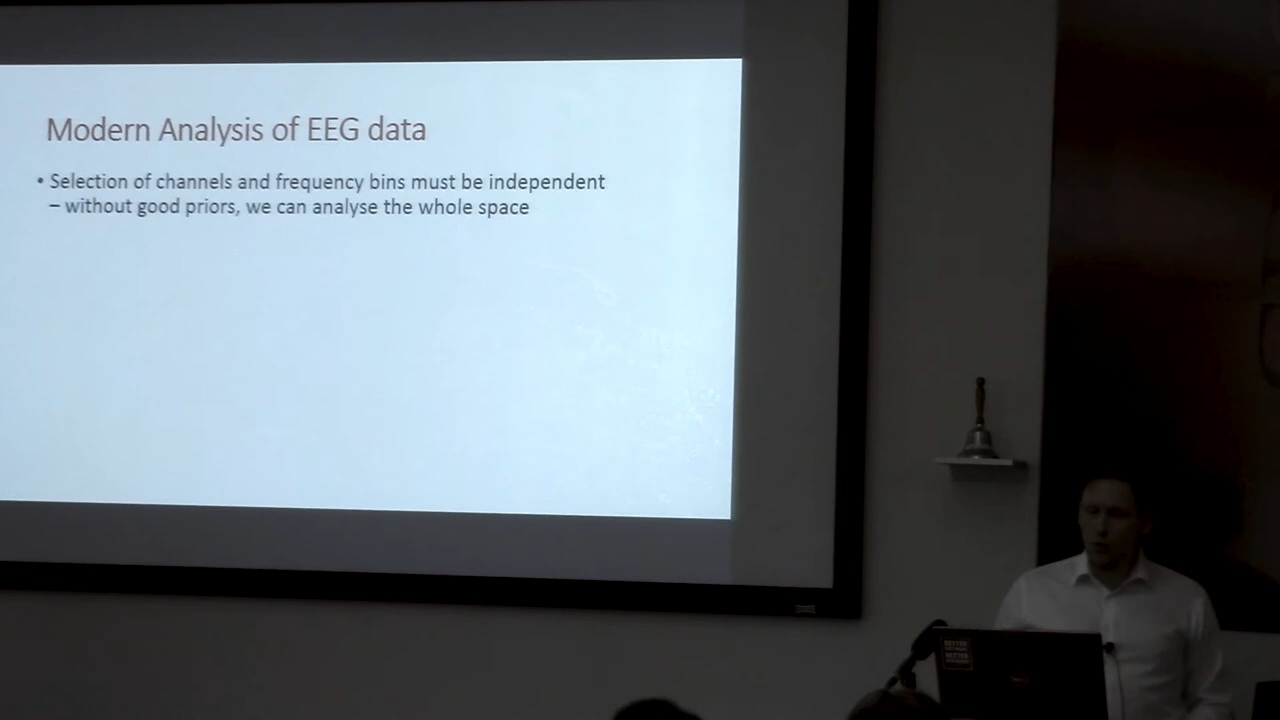 Modern Analysis of EEG data
• Selection of channels and frequency bins must be independent
– without good priors, we can analyse the whole space